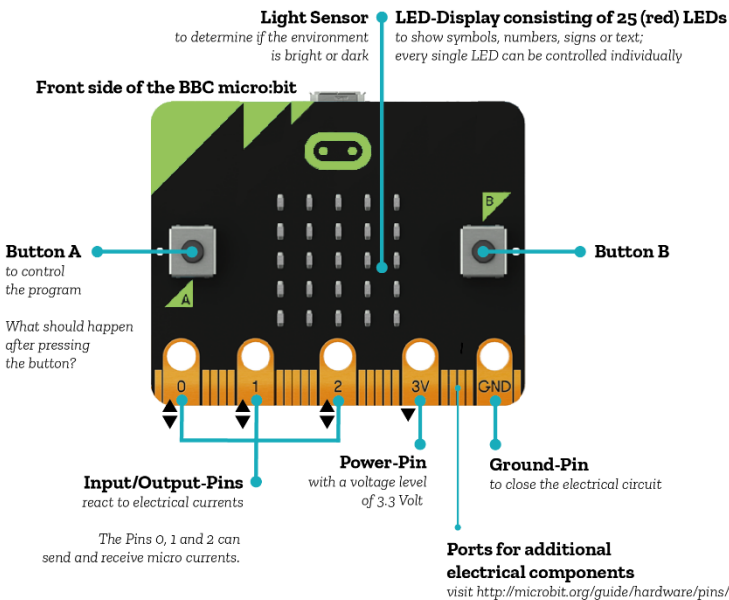 Light Sensor
to determine if the environment
is bright or dark
LED-Display consisting of 25 (red) LEDs
to show symbols, numbers, signs or text;
every single LED can be controlled individually
Front side of the BBC micro:bit
B
Button A
to control
the program
What should happen
after pressing
the button?
Button B
A
0
1
2
3V
GND
Input/Output-Pins
react to electrical currents
The Pins 0, 1 and 2 can
send and receive micro currents.
Power-Pin
with a voltage level
of 3.3 Volt
Ground-Pin
to close the electrical circuit
Ports for additional
electrical components
visit http://microbit.org/guide/hardware/pins/